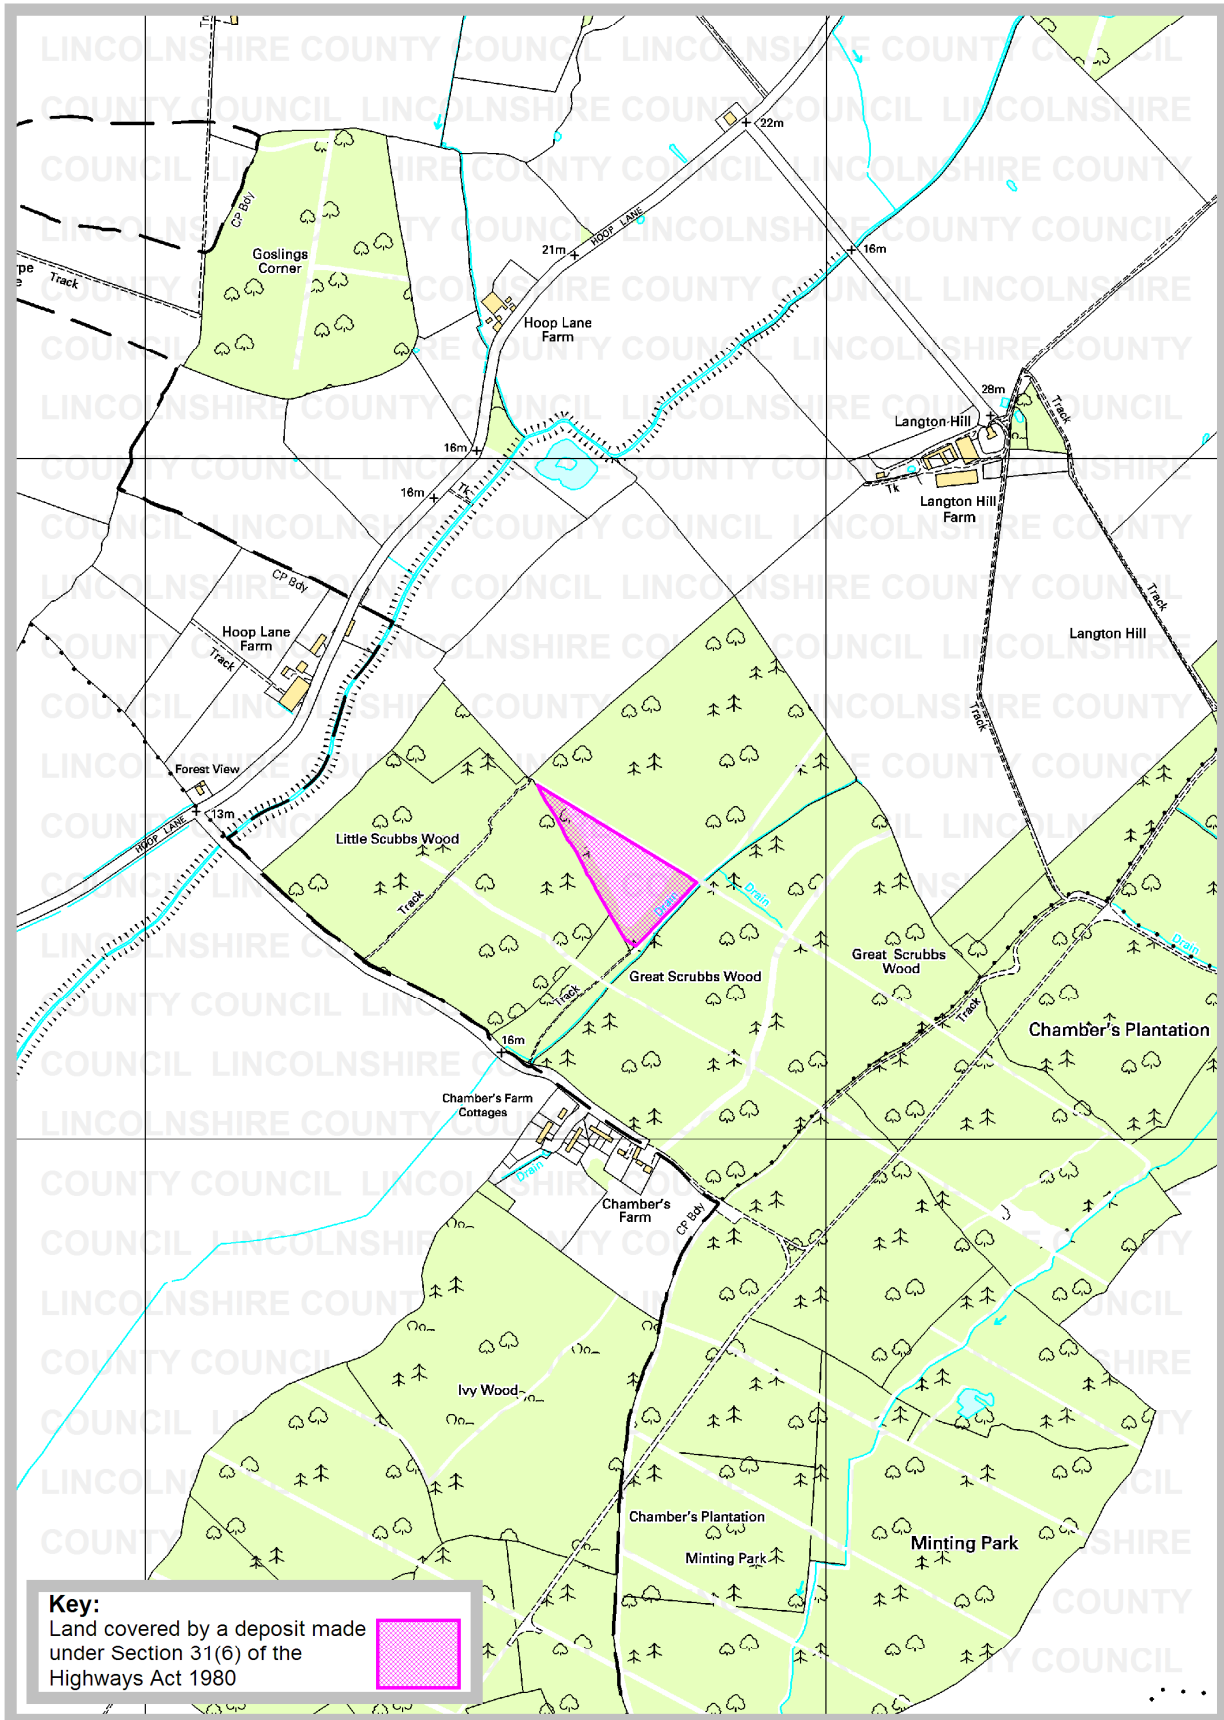 LINCOLNSHIRE COUNTY COUNCIL LINCOLNSHIRE COUNTY COUNCIL
22m
CP Bdy
HOOP LANE
21m
16m
Goslings
Corner
Track
Hoop Lane
Farm
28m
Track
Langton Hill
16m
16m
Tk
Tk
Langton Hill
Farm
CP Bdy
Track
Hoop Lane
Farm
Track
Langton Hill
Track
Forest View
13m
HOOP LANE
Little Scubbs Wood
Track
Drain
Drain
Drain
Great Scrubbs Wood
Great Scrubbs
Wood
Track
Track
Chamber's Plantation
16m
Chamber's Farm
Cottages
Drain
Chamber's
Farm
CP Bdy
Ivy Wood
Chamber's Plantation
Minting Park
Minting Park
Key:
Land covered by a deposit made
under Section 31(6) of the
Highways Act 1980